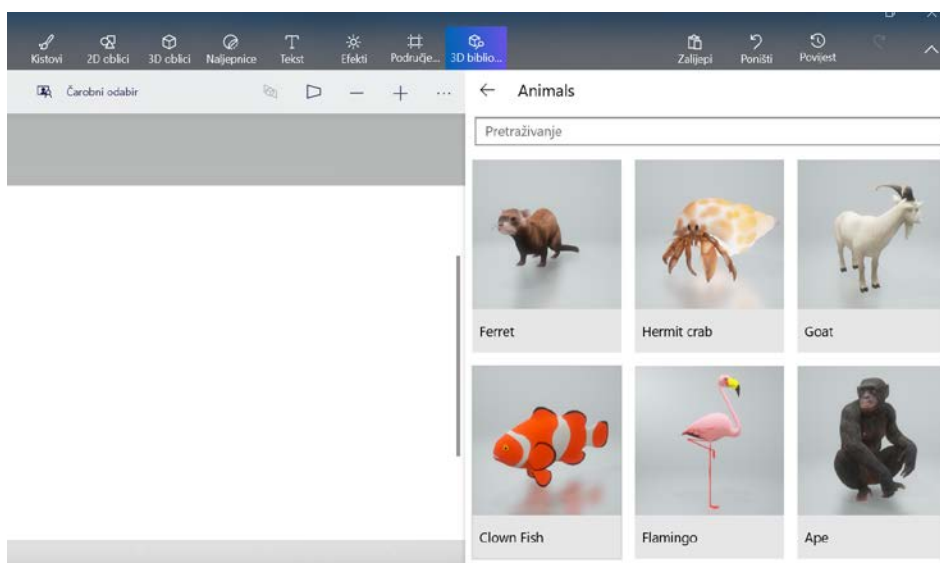 Kistovi 2D oblici 3D oblici Naljepnice Tekst Efekti Područje... 3D biblio... Zalijepi Poništi Povijest
Čarobni odabir ...
Animals
Pretraživanje
Ferret Hermit crab Goat
Clown Fish Flamingo Ape